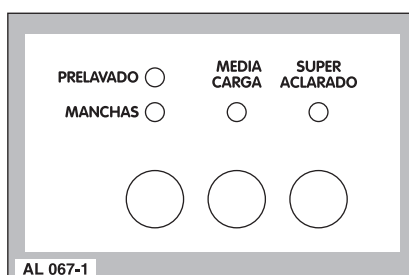 PRELAVADO
MANCHAS
MEDIA
CARGA
SUPER
ACLARADO
AL 067-1